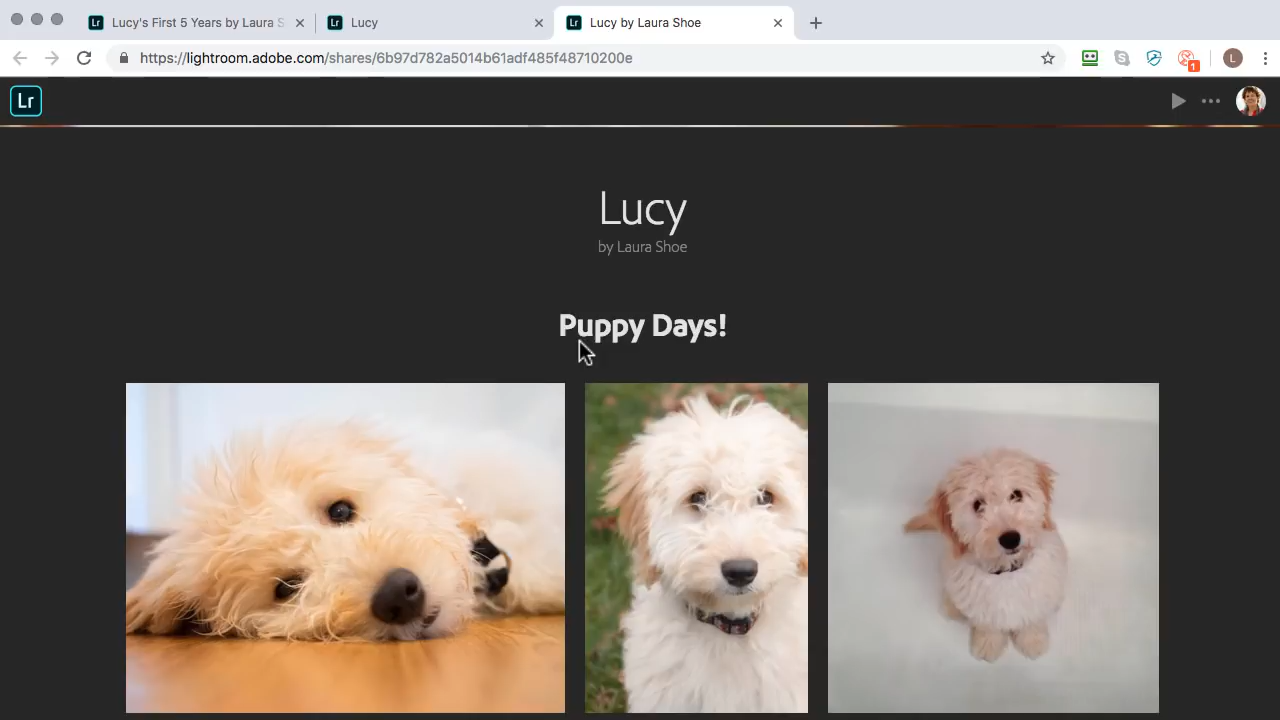 Lucy's First 5 Years by Laura S
Lucy
Lucy by Laura Shoe
https://lightroom.adobe.com/shares/6b97d782a5014b61adf485f48710200e
1
L
Lr
Lucy
by Laura Shoe
Puppy Days!